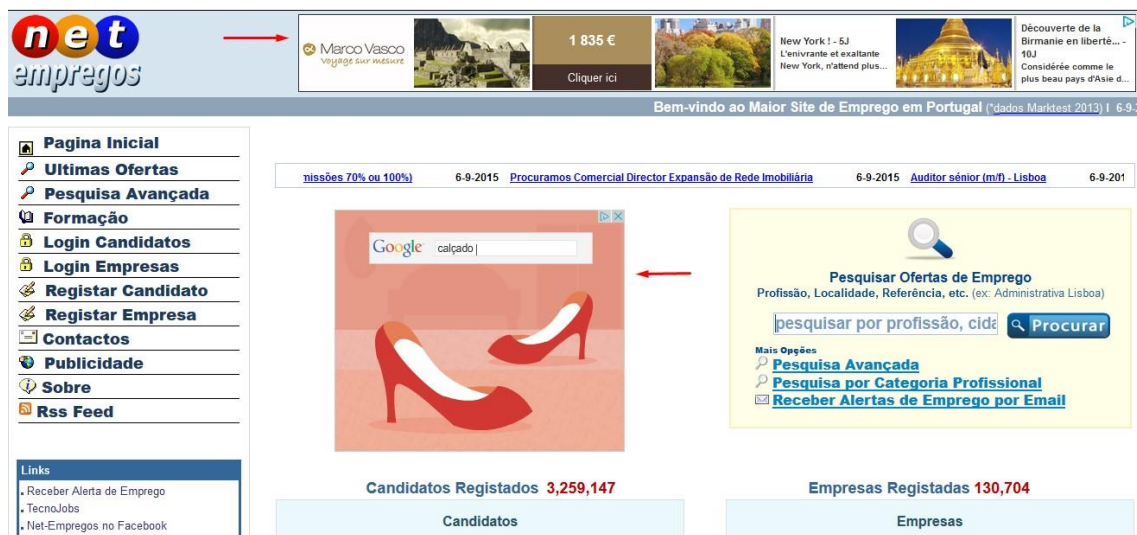 net
empregos
Marco Vasco
voyage sur mesure
1 835 €
Cliquer ici
New York ! - 5J
L'enivrante et exaltante
New York, n'attend plus...
Découverte de la
Birmanie en liberté... -
10J
Considérée comme le
plus beau pays d'Asie d...
Bem-vindo ao Maior Site de Emprego em Portugal (*dados Marktest 2013) I 6-9-
Pagina Inicial
Ultimas Ofertas
Pesquisa Avançada
Formação
Login Candidatos
Login Empresas
Registar Candidato
Registar Empresa
Contactos
Publicidade
Sobre
Rss Feed
Links
Receber Alerta de Emprego
TecnoJobs
Net-Empregos no Facebook
missões 70% ou 100%) 6-9-2015 Procuramos Comercial Director Expansão de Rede Imobiliária 6-9-2015 Auditor sénior (m/f) - Lisboa 6-9-201
Google calçado
Pesquisar Ofertas de Emprego
Profissão, Localidade, Referência, etc. (ex: Administrativa Lisboa)
pesquisar por profissão, cida Procurar
Mais Opções
Pesquisa Avançada
Pesquisa por Categoria Profissional
Receber Alertas de Emprego por Email
Candidatos Registados 3,259,147
Candidatos
Empresas Registadas 130,704
Empresas